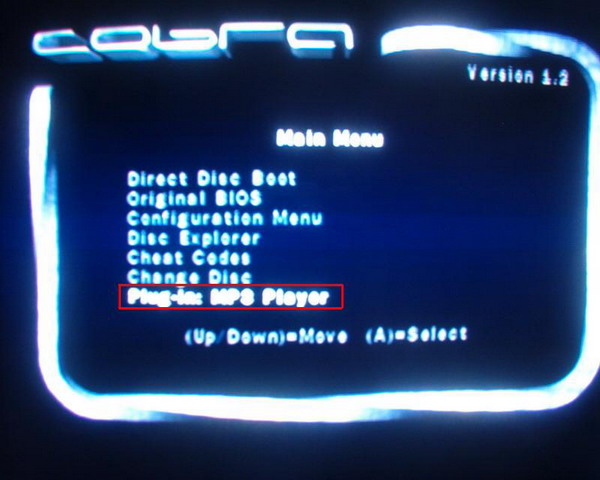 cobra
Version 1.2
Main Menu
Direct Disc Boot
Original BIOS
Configuration Menu
Disc Explorer
Cheat Codes
Change Disc
Plug-in: MP3 Player
(Up/Down)=Move (A)=Select